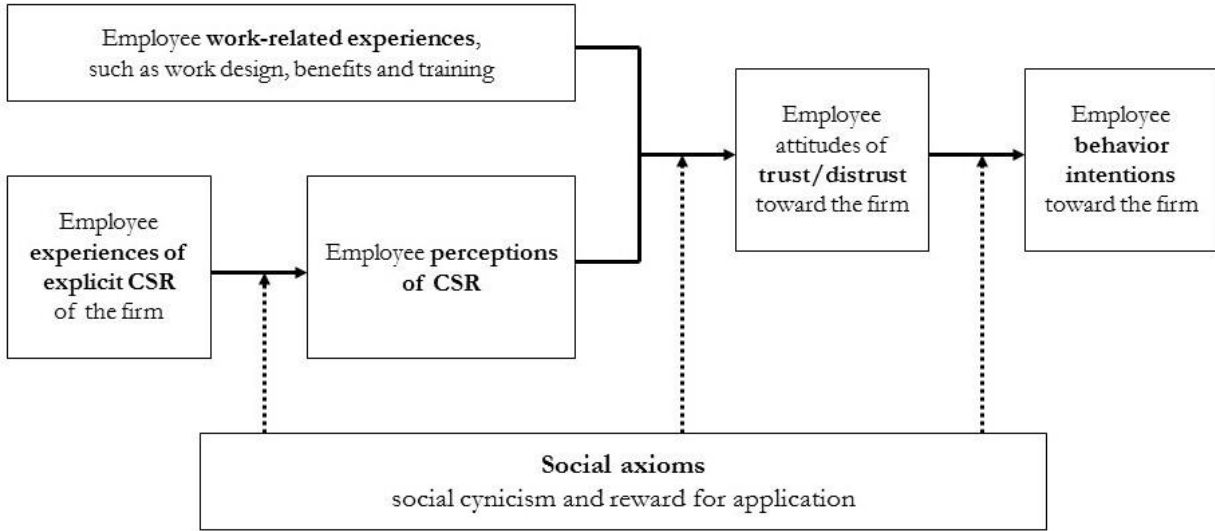 Employee work-related experiences,
such as work design, benefits and training
Employee
experiences of
explicit CSR
of the firm
Employee perceptions
of CSR
Employee
attitudes of
trust/distrust
toward the firm
Employee
behavior
intentions
toward the firm
Social axioms
social cynicism and reward for application